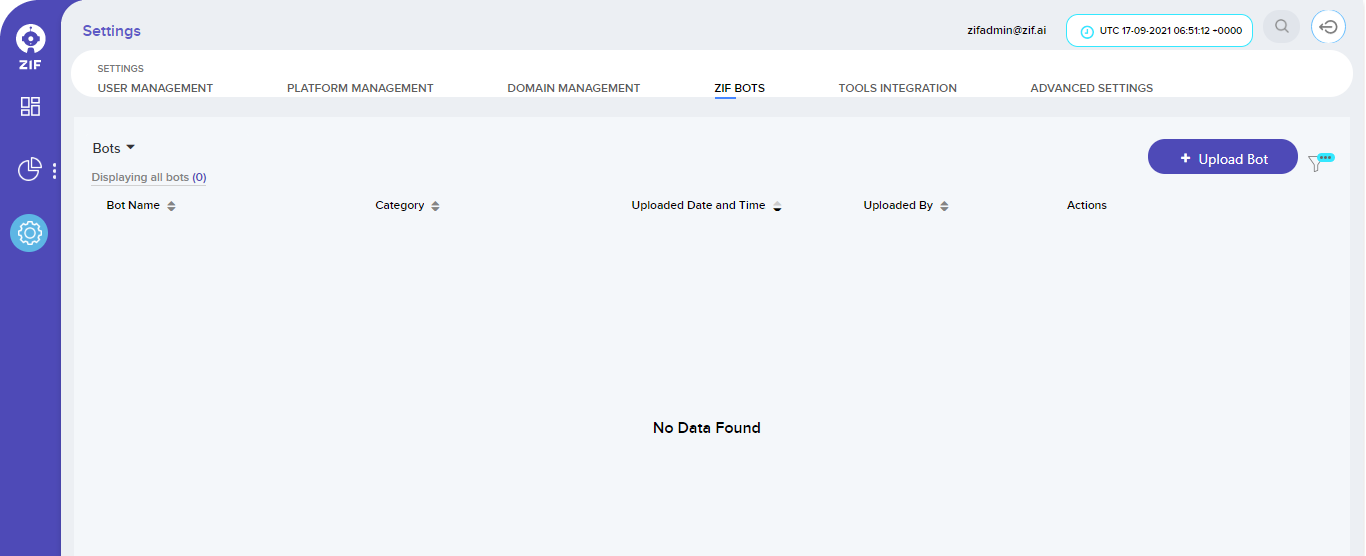 ZIF
Settings
zifadmin@zif.ai
UTC 17-09-2021 06:51:12 +0000
SETTINGS
USER MANAGEMENT
PLATFORM MANAGEMENT
DOMAIN MANAGEMENT
ZIF BOTS
TOOLS INTEGRATION
ADVANCED SETTINGS
Bots
+ Upload Bot
Displaying all bots (0)
Bot Name
Category
Uploaded Date and Time
Uploaded By
Actions
No Data Found